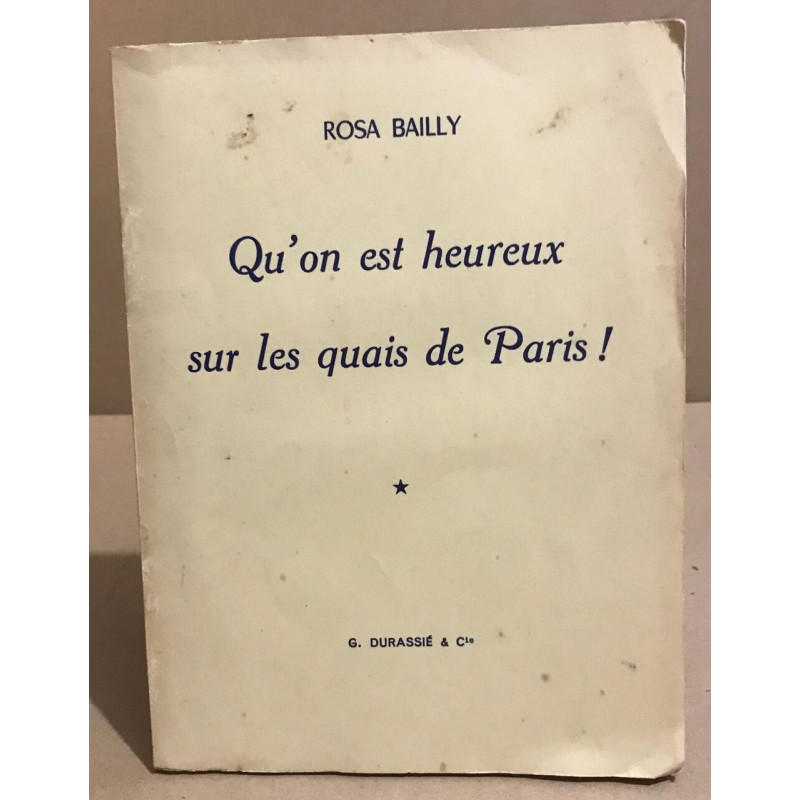 ROSA BAILLY
Qu'on est heureux
sur les quais de Paris !
★
G. DURASSIÉ & Cie